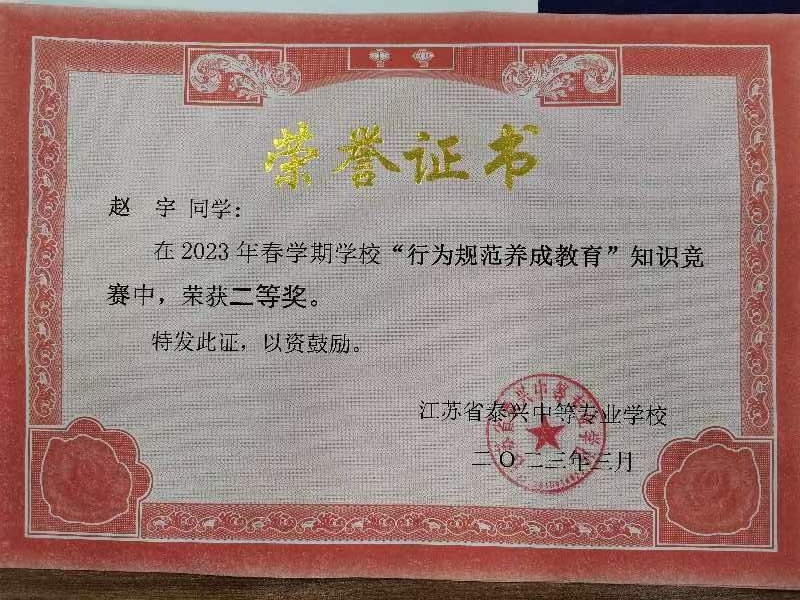 荣誉证书
赵 宇 同学：
在2023年春学期学校“行为规范养成教育”知识竞
赛中，荣获二等奖。
特发此证，以资鼓励。
江苏省泰兴中等专业学校
二〇二三年三月